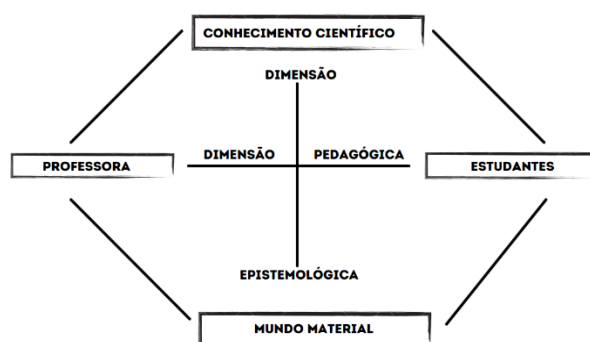 CONHECIMENTO CIENTÍFICO
DIMENSÃO
DIMENSÃO PEDAGÓGICA
PROFESSORA
ESTUDANTES
EPISTEMOLÓGICA
MUNDO MATERIAL